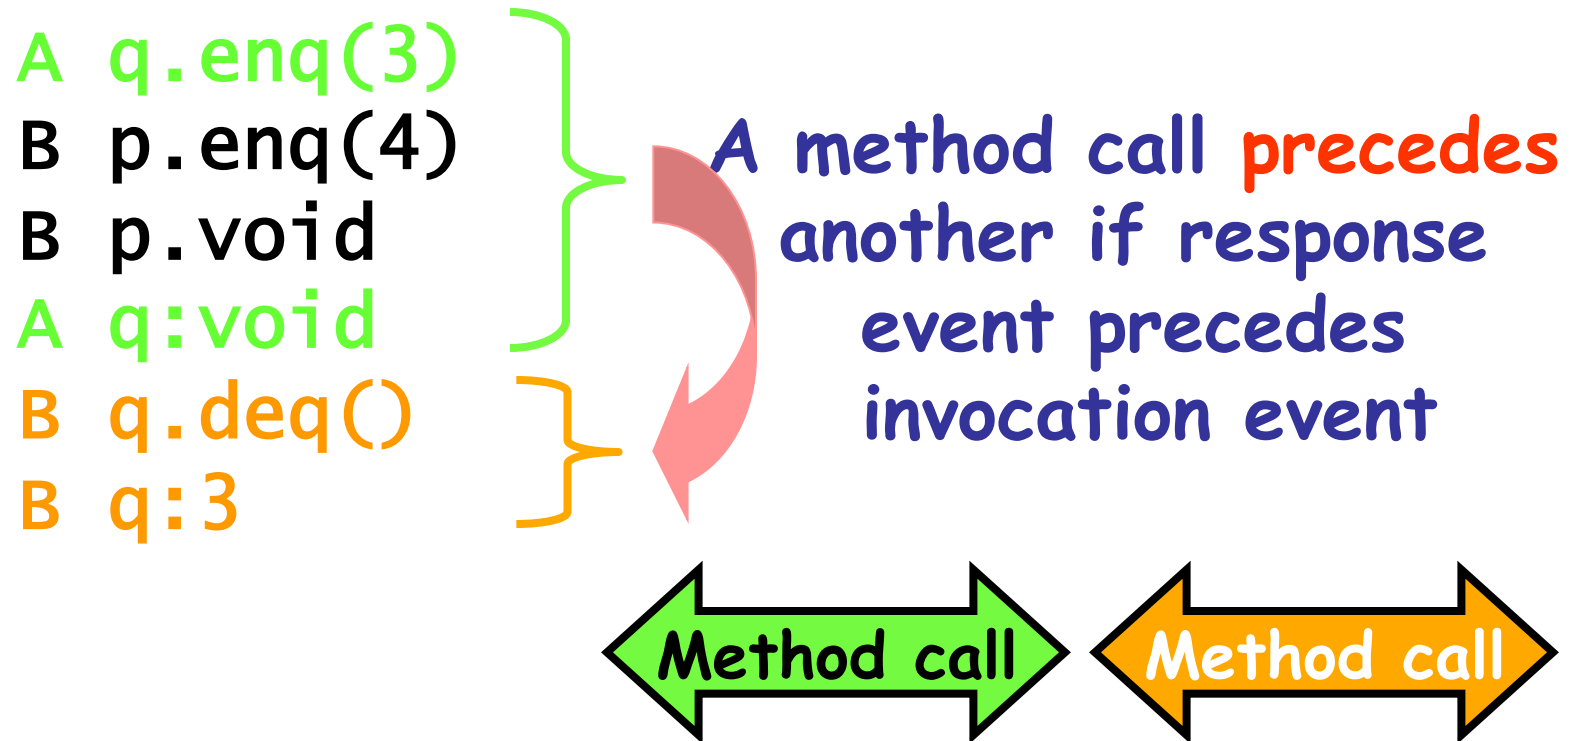 A q.enq(3)
B p.enq(4)
B p.void
A q:void
B q.deq()
B q:3
A method call precedes
another if response
event precedes
invocation event
Method call
Method call